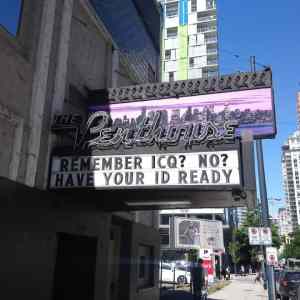 THE
Penthouse
REMEMBER ICQ? NO?
HAVE YOUR ID READY